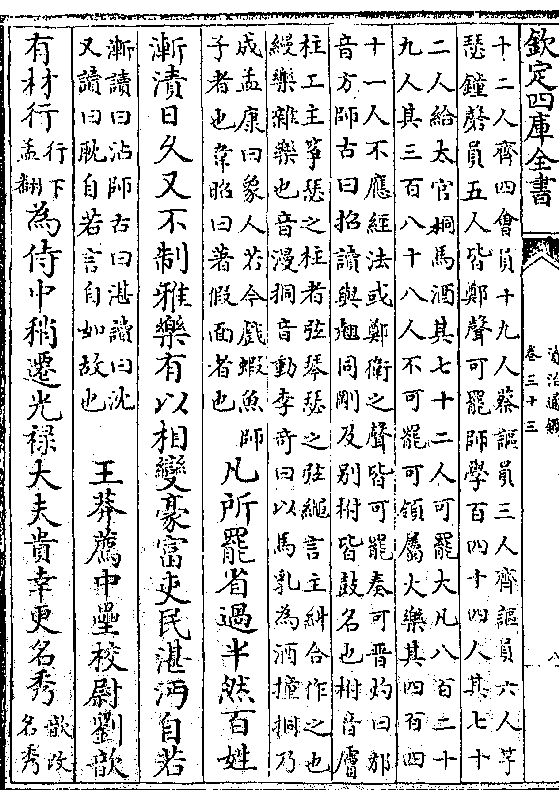 欽定四庫全書
資治通鑑
卷三十三
十二人齊四會員十九人蔡謳員三人齊謳員六人竽
瑟鐘磬員五人皆鄭聲可罷師學百四十四人其七十
二人給太官挏馬酒其七十二人可罷大凡八百二十
九人其三百八十八人不可罷可領屬大樂其四百四
十一人不應經法或鄭衛之聲皆可罷奏可晉灼曰邡
音方師古曰招讀與翹同剛及别柎皆鼓名也柎音膚
柱工主箏瑟之柱者弦琴瑟之弦繩言主糾合作之也
縵樂雜樂也音漫挏音動李奇曰以馬乳為酒撞挏乃
成孟康曰象人若今戲蝦魚師
子者也韋昭曰著假面者也
凡所罷省過半然百姓
漸漬日久又不制雅樂有以相變豪富吏民湛沔自若
漸讀曰沾師古曰湛讀曰沈
又讀曰耽自若言自如故也
王莽薦中壘校尉劉歆
有材行行下孟翻為侍中稍遷光禄大夫貴幸更名秀歆改名秀